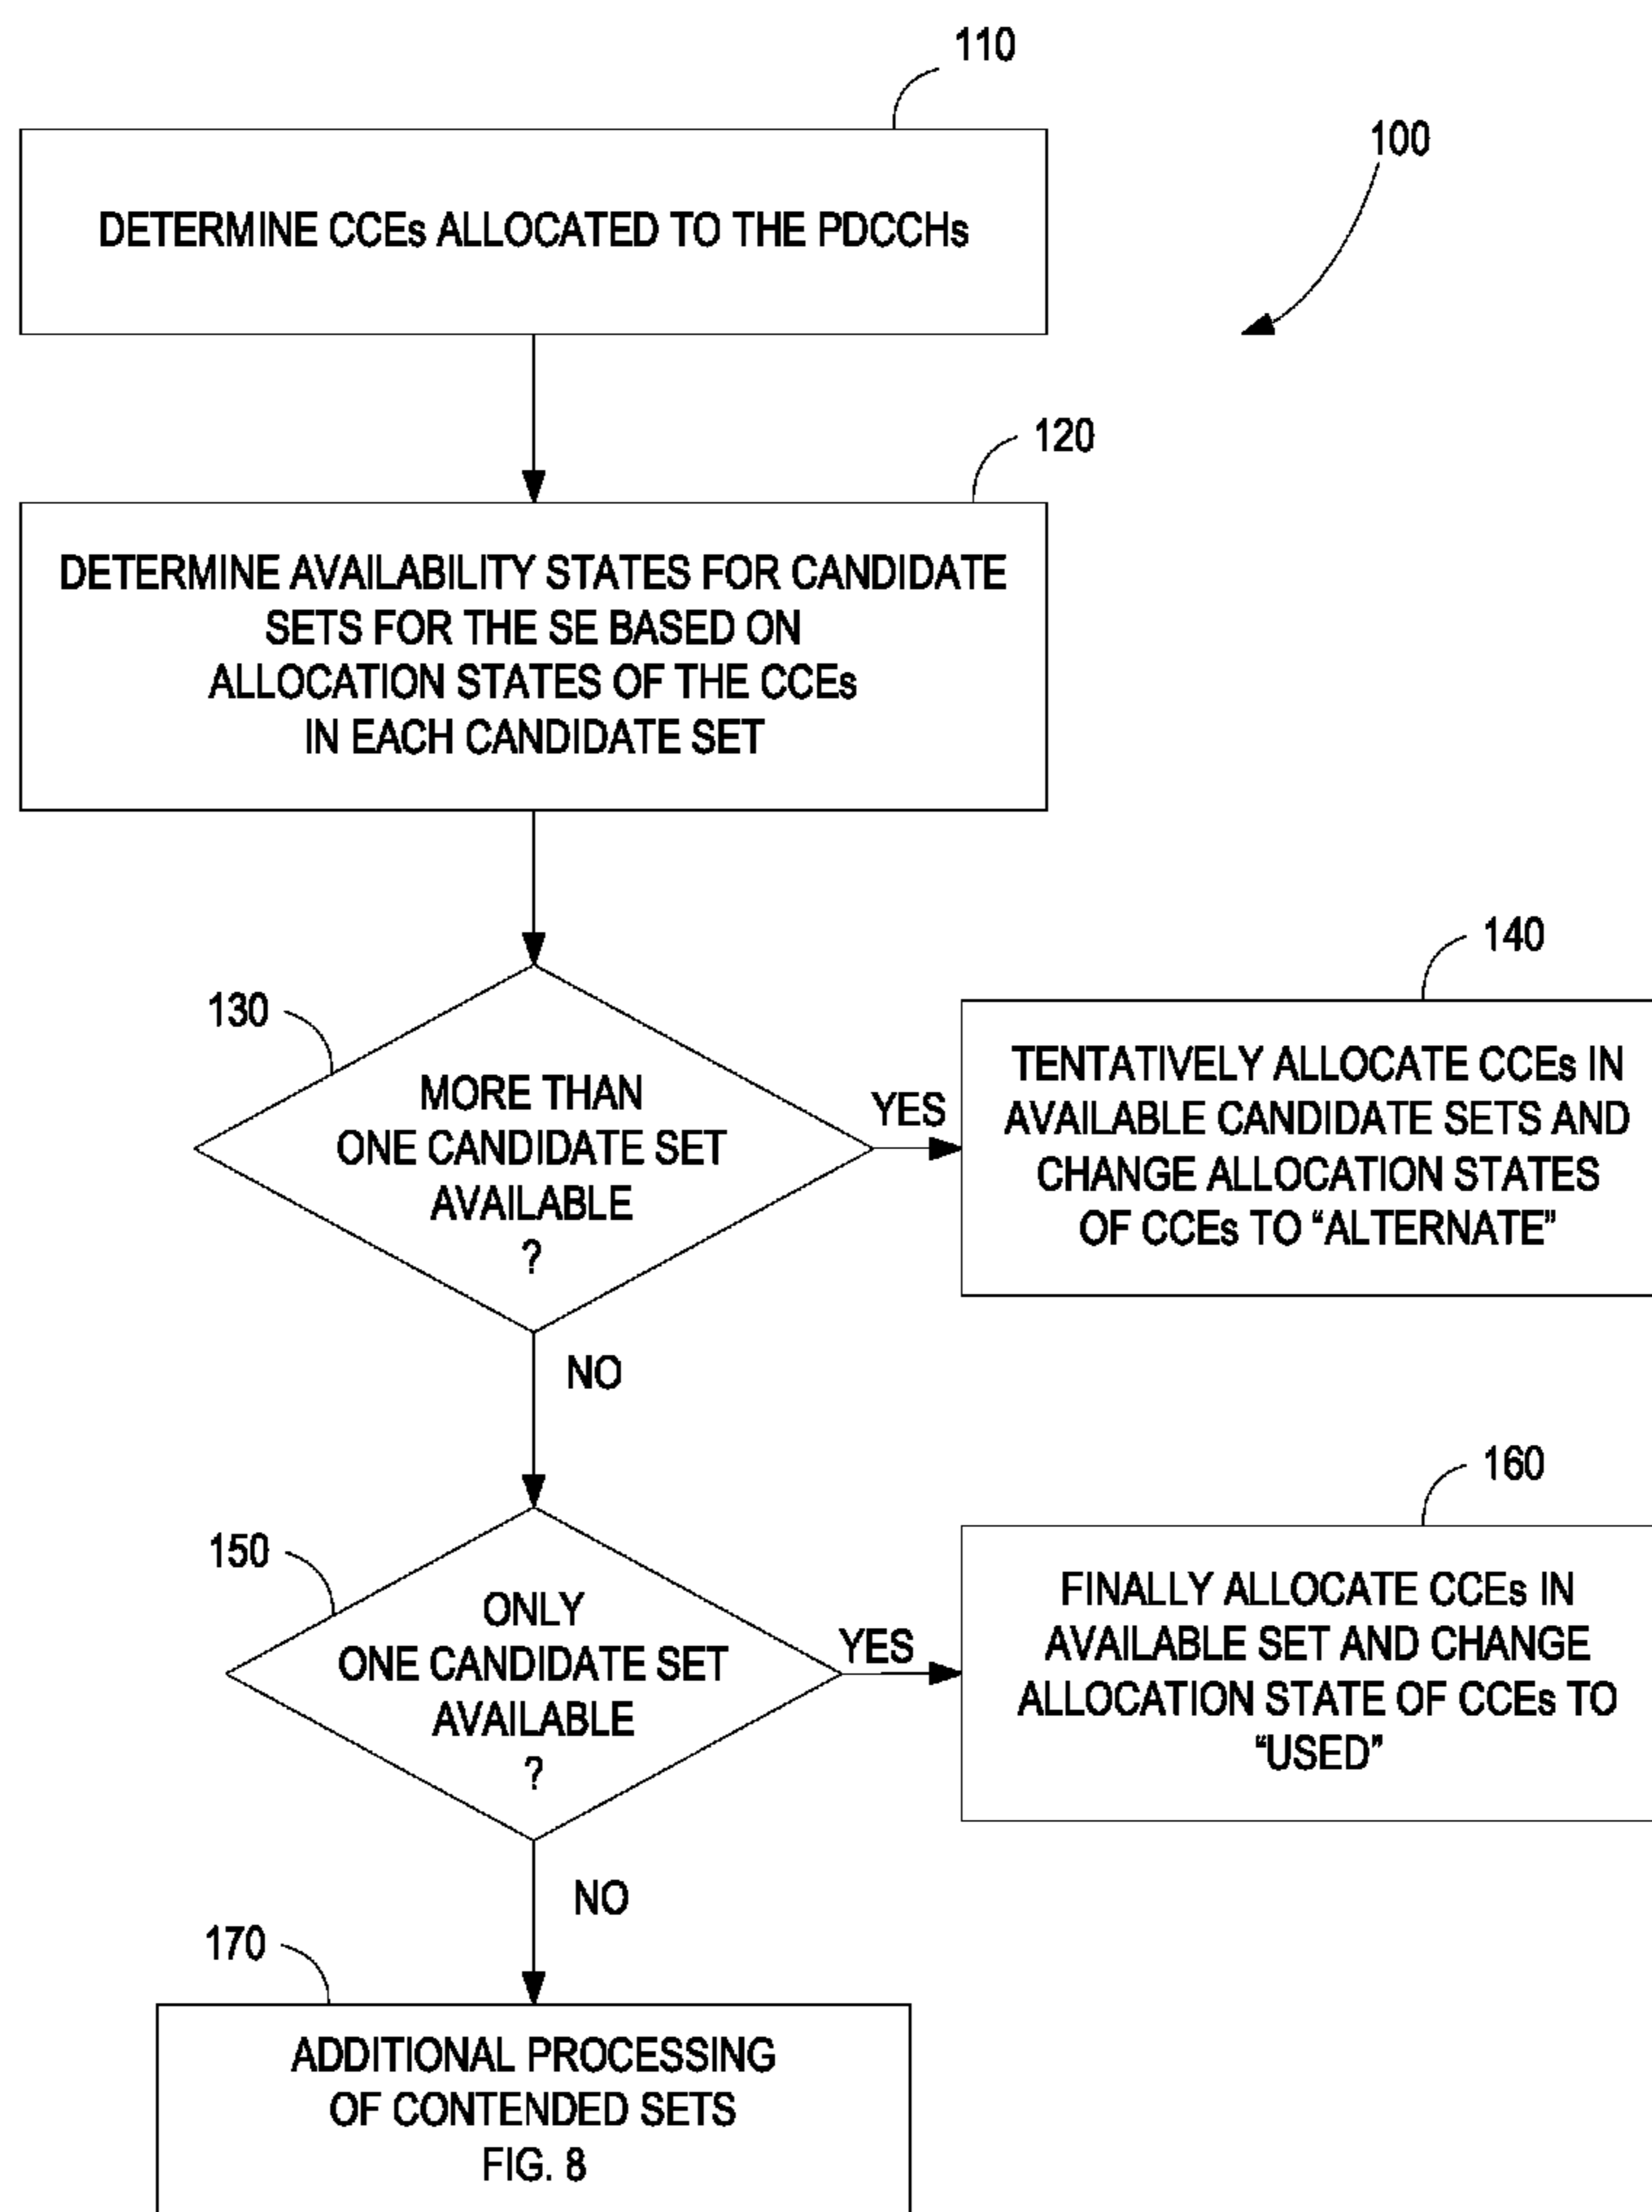 110
100
DETERMINE CCEs ALLOCATED TO THE PDCCHs
120
DETERMINE AVAILABILITY STATES FOR CANDIDATE
SETS FOR THE SE BASED ON
ALLOCATION STATES OF THE CCEs
IN EACH CANDIDATE SET
130
MORE THAN
ONE CANDIDATE SET
AVAILABLE
?
YES
140
TENTATIVELY ALLOCATE CCEs IN
AVAILABLE CANDIDATE SETS AND
CHANGE ALLOCATION STATES
OF CCEs TO “ALTERNATE”
NO
150
ONLY
ONE CANDIDATE SET
AVAILABLE
?
YES
160
FINALLY ALLOCATE CCEs IN
AVAILABLE SET AND CHANGE
ALLOCATION STATE OF CCEs TO
“USED”
NO
170
ADDITIONAL PROCESSING
OF CONTENDED SETS
FIG. 8